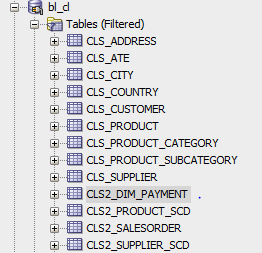 bl_cl
Tables (Filtered)
CLS_ADDRESS
CLS_ATE
CLS_CITY
CLS_COUNTRY
CLS_CUSTOMER
CLS_PRODUCT
CLS_PRODUCT_CATEGORY
CLS_PRODUCT_SUBCATEGORY
CLS_SUPPLIER
CLS2_DIM_PAYMENT .
CLS2_PRODUCT_SCD
CLS2_SALESORDER
CLS2_SUPPLIER_SCD